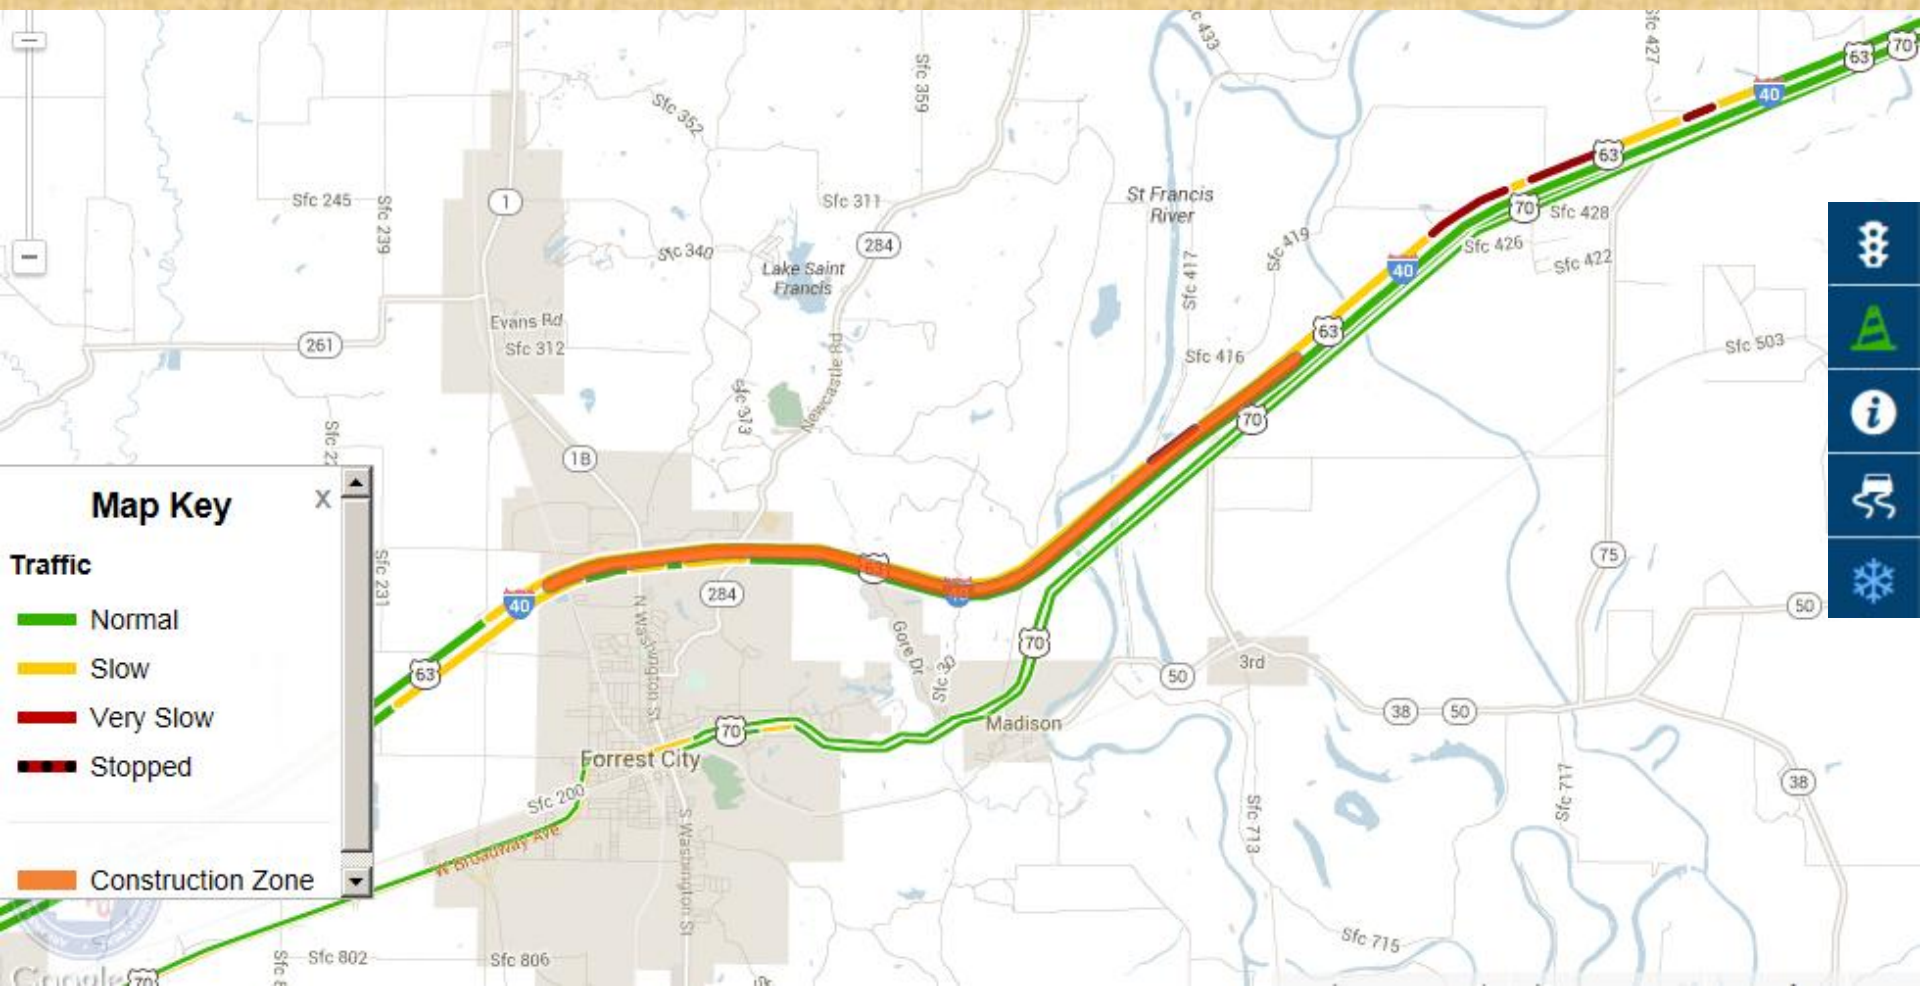 Sfc 433
Sfc 427
63
70
40
Sfc 359
Sfc 352
63
Sfc 245
Sfc 239
1
Sfc 311
St Francis
River
70
Sfc 428
Sfc 340
284
Sfc 419
Sfc 426
Sfc 422
Lake Saint
Francis
Sfc 417
40
Evans Rd
Sfc 312
261
Newcastle Rd
63
Sfc 416
Sfc 503
Sfc 373
70
1B
Map Key
X
Traffic
Normal
Slow
Very Slow
Stopped
Construction Zone
Sfc 231
40
63
284
63
40
75
50
N Washington St
Gore Dr
70
3rd
50
38
50
63
70
Madison
Forrest City
Sfc 200
W Broadway Ave
S Washington St
Sfc 713
Sfc 717
38
Sfc 715
Sfc 802
Sfc 806
Google
70